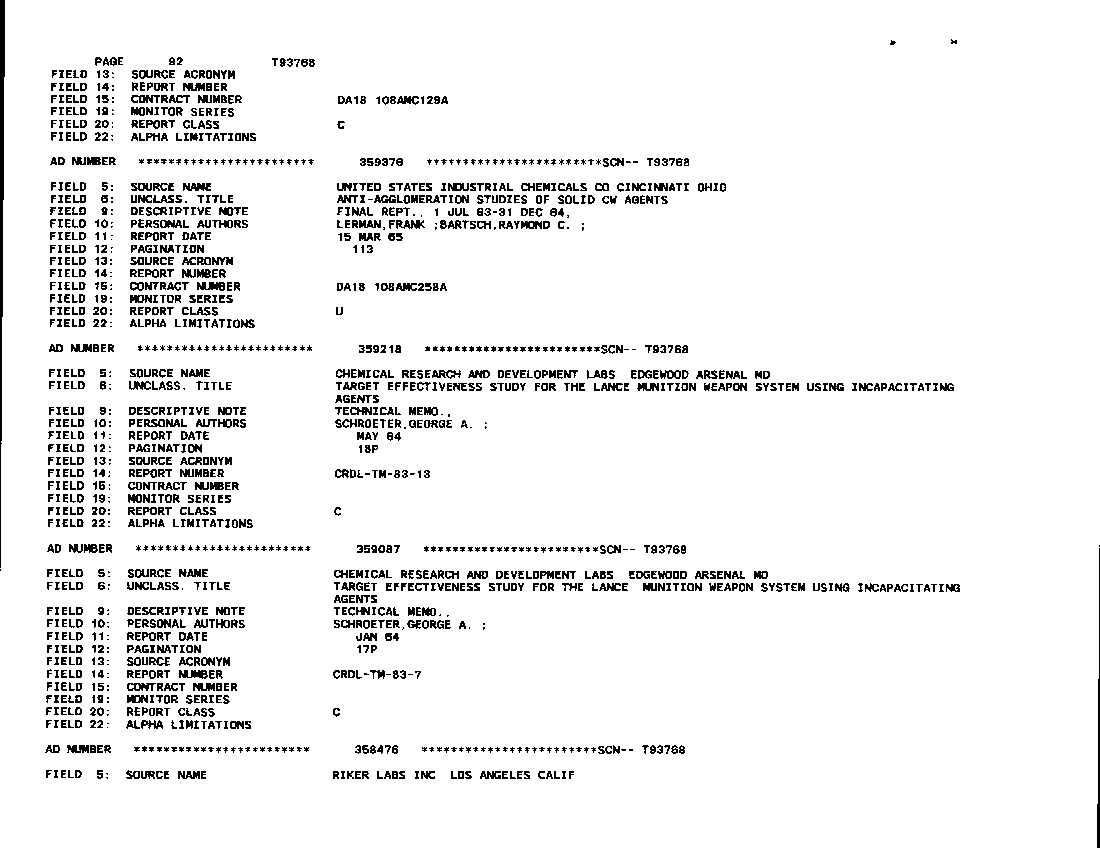 PAGE 92 T93768
FIELD 13: SOURCE ACRONYM
FIELD 14: REPORT NUMBER
FIELD 15: CONTRACT NUMBER DA18 108AMC129A
FIELD 19: MONITOR SERIES
FIELD 20: REPORT CLASS C
FIELD 22: ALPHA LIMITATIONS
AD NUMBER ************************ 359376 ************************SCN-- T93768
FIELD 5: SOURCE NAME UNITED STATES INDUSTRIAL CHEMICALS CO CINCINNATI OHIO
FIELD 6: UNCLASS. TITLE ANTI-AGGLOMERATION STUDIES OF SOLID CW AGENTS
FIELD 9: DESCRIPTIVE NOTE FINAL REPT., 1 JUL 63-31 DEC 64,
FIELD 10: PERSONAL AUTHORS LERMAN,FRANK ;BARTSCH,RAYMOND C. ;
FIELD 11: REPORT DATE 15 MAR 65
FIELD 12: PAGINATION 113
FIELD 13: SOURCE ACRONYM
FIELD 14: REPORT NUMBER
FIELD 15: CONTRACT NUMBER DA18 108AMC258A
FIELD 19: MONITOR SERIES
FIELD 20: REPORT CLASS U
FIELD 22: ALPHA LIMITATIONS
AD NUMBER ************************ 359218 ************************SCN-- T93768
FIELD 5: SOURCE NAME CHEMICAL RESEARCH AND DEVELOPMENT LABS EDGEWOOD ARSENAL MD
FIELD 6: UNCLASS. TITLE TARGET EFFECTIVENESS STUDY FOR THE LANCE MUNITION WEAPON SYSTEM USING INCAPACITATING
AGENTS
FIELD 9: DESCRIPTIVE NOTE TECHNICAL MEMO.,
FIELD 10: PERSONAL AUTHORS SCHROETER,GEORGE A. ;
FIELD 11: REPORT DATE MAY 64
FIELD 12: PAGINATION 18P
FIELD 13: SOURCE ACRONYM
FIELD 14: REPORT NUMBER CRDL-TM-83-13
FIELD 15: CONTRACT NUMBER
FIELD 19: MONITOR SERIES
FIELD 20: REPORT CLASS C
FIELD 22: ALPHA LIMITATIONS
AD NUMBER ************************ 359087 ************************SCN-- T93768
FIELD 5: SOURCE NAME CHEMICAL RESEARCH AND DEVELOPMENT LABS EDGEWOOD ARSENAL MD
FIELD 6: UNCLASS. TITLE TARGET EFFECTIVENESS STUDY FOR THE LANCE MUNITION WEAPON SYSTEM USING INCAPACITATING
AGENTS
FIELD 9: DESCRIPTIVE NOTE TECHNICAL MEMO.,
FIELD 10: PERSONAL AUTHORS SCHROETER,GEORGE A. ;
FIELD 11: REPORT DATE JAN 64
FIELD 12: PAGINATION 17P
FIELD 13: SOURCE ACRONYM
FIELD 14: REPORT NUMBER CRDL-TM-83-7
FIELD 15: CONTRACT NUMBER
FIELD 19: MONITOR SERIES
FIELD 20: REPORT CLASS C
FIELD 22: ALPHA LIMITATIONS
AD NUMBER ************************ 358476 ************************SCN-- T93768
FIELD 5: SOURCE NAME RIKER LABS INC LOS ANGELES CALIF